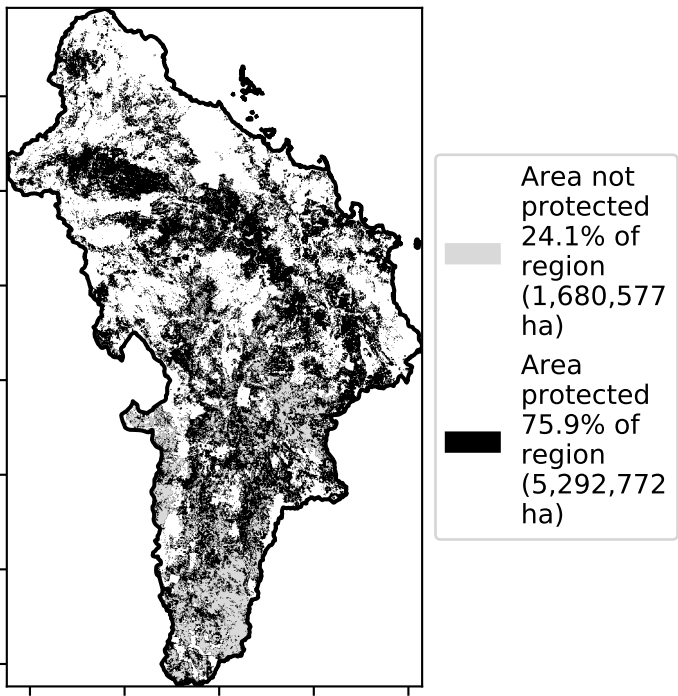 Area not
protected
24.1% of
region
(1,680,577
ha)
Area
protected
75.9% of
region
(5,292,772
ha)